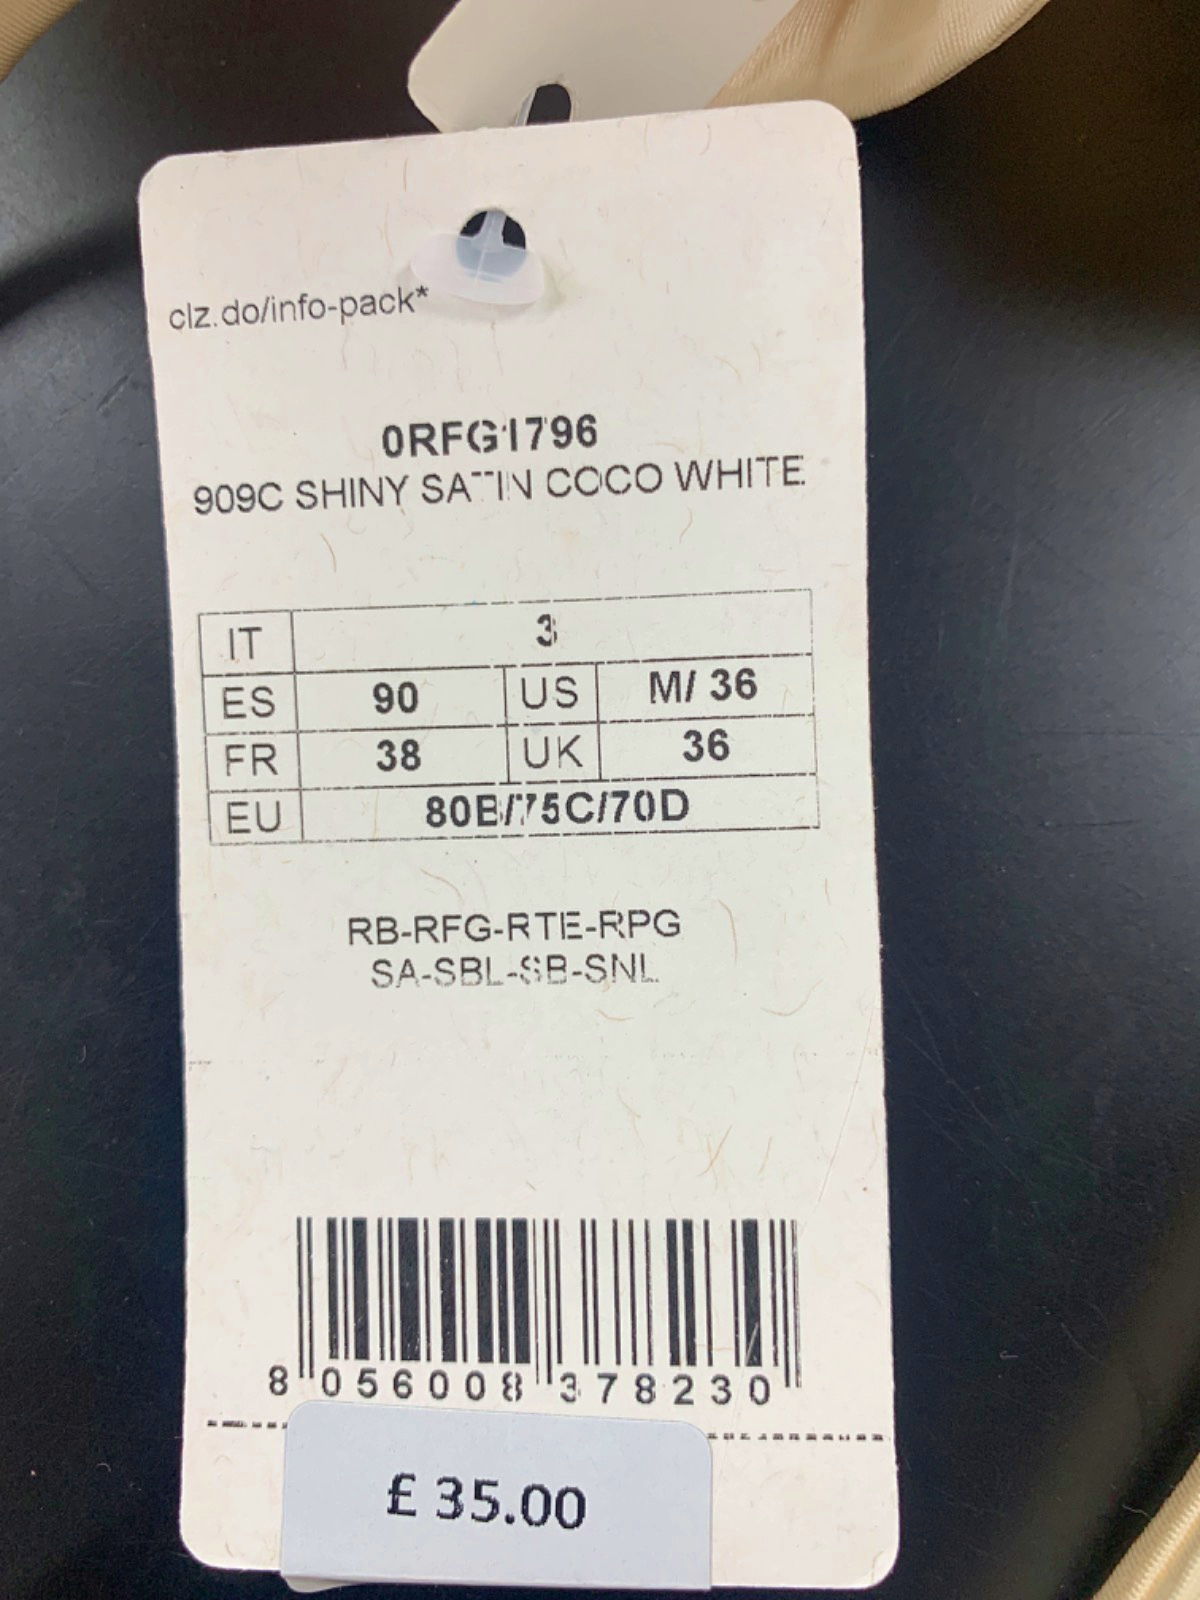 clz.do/info-pack*
0RFG1796
909C SHINY SATIN COCO WHITE
IT 3
ES 90 US M/ 36
FR 38 UK 36
EU 80B/75C/70D
RB-RFG-RTE-RPG
SA-SBL-SB-SNL
8 056008 378230
£ 35.00